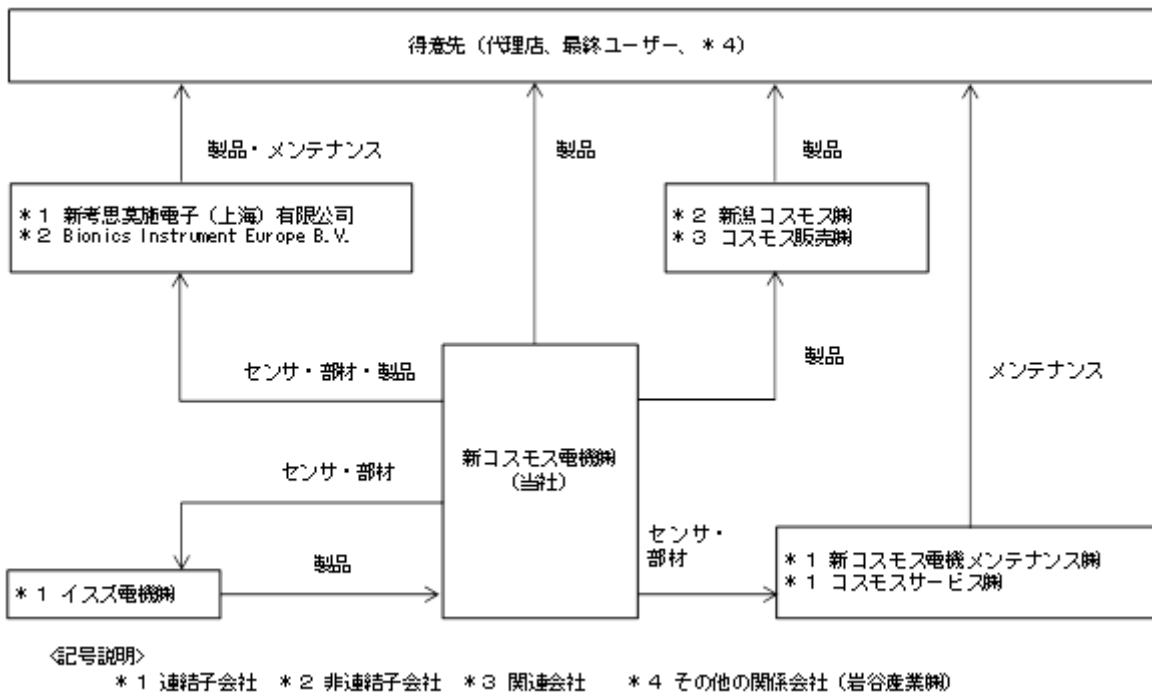 得意先（代理店、最終ユーザー、＊４）
製品・メンテナンス
製品
製品
＊１ 新考思莫施電子（上海）有限公司
＊２ Bionics Instrument Europe B.V.
＊２ 新潟コスモス㈱
＊３ コスモス販売㈱
センサ・部材・製品
製品
メンテナンス
新コスモス電機㈱
（当社）
センサ・部材
センサ・
部材
製品
＊１ イスズ電機㈱
＊１ 新コスモス電機メンテナンス㈱
＊１ コスモスサービス㈱
〈記号説明〉
＊１ 連結子会社 ＊２ 非連結子会社 ＊３ 関連会社 ＊４ その他の関係会社（岩谷産業㈱）